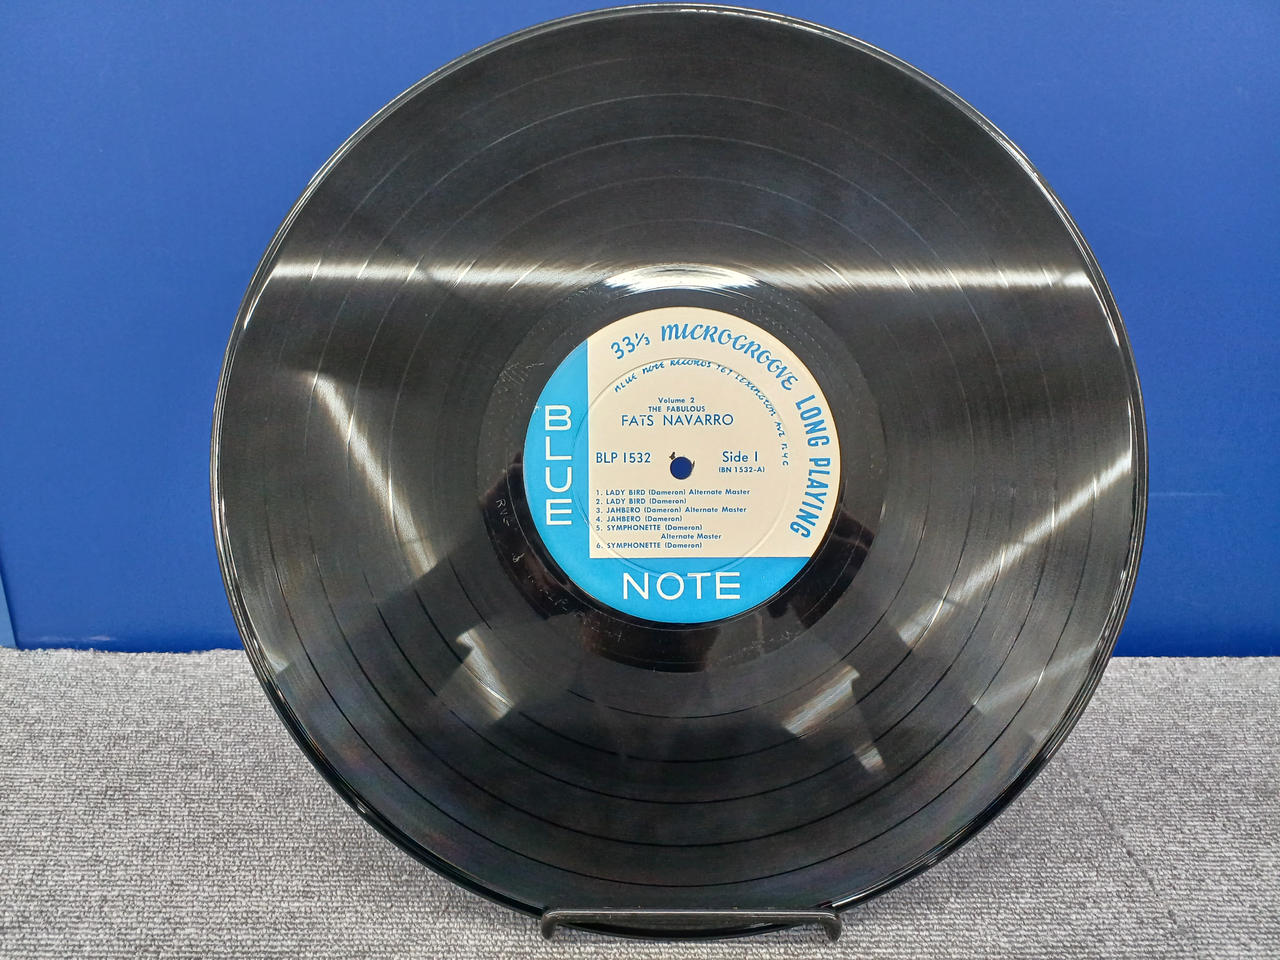 33⅓ MICROGROOVE LONG PLAYING
BLUE NOTE RECORDS 767 LEXINGTON AVE NYC
Volume 2
THE FABULOUS
FATS NAVARRO
BLP 1532
Side 1
(BN 1532-A)
1. LADY BIRD (Dameron) Alternate Master
2. LADY BIRD (Dameron)
3. JAHBERO (Dameron) Alternate Master
4. JAHBERO (Dameron)
5. SYMPHONETTE (Dameron)
Alternate Master
6. SYMPHONETTE (Dameron)
BLUE
NOTE
RVG